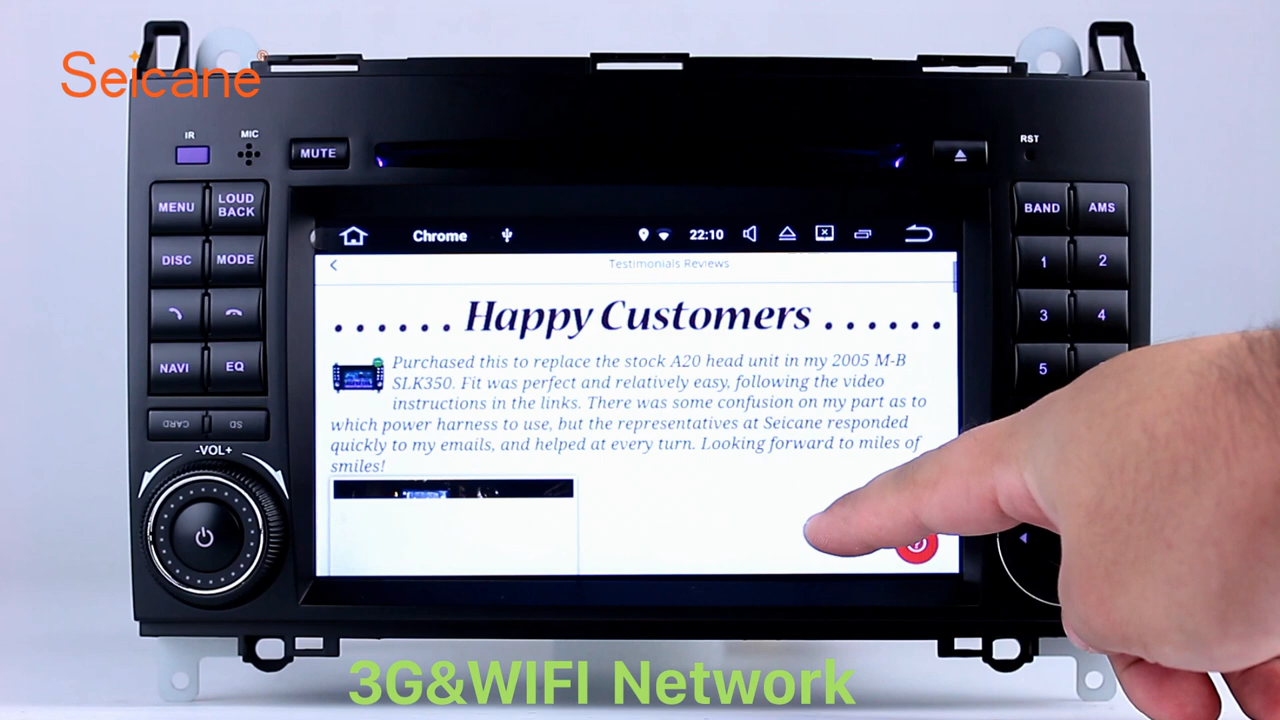 Seicane®
IR
MIC
MUTE
RST
MENU
LOUD
BACK
DISC
MODE
NAVI
EQ
CARD
SD
-VOL+
BAND
AMS
1
2
3
4
5
Chrome
22:10
Testimonials Reviews
......Happy Customers......
Purchased this to replace the stock A20 head unit in my 2005 M-B
SLK350. Fit was perfect and relatively easy, following the video
instructions in the links. There was some confusion on my part as to
which power harness to use, but the representatives at Seicane responded
quickly to my emails, and helped at every turn. Looking forward to miles of
smiles!
3G&WIFI Network